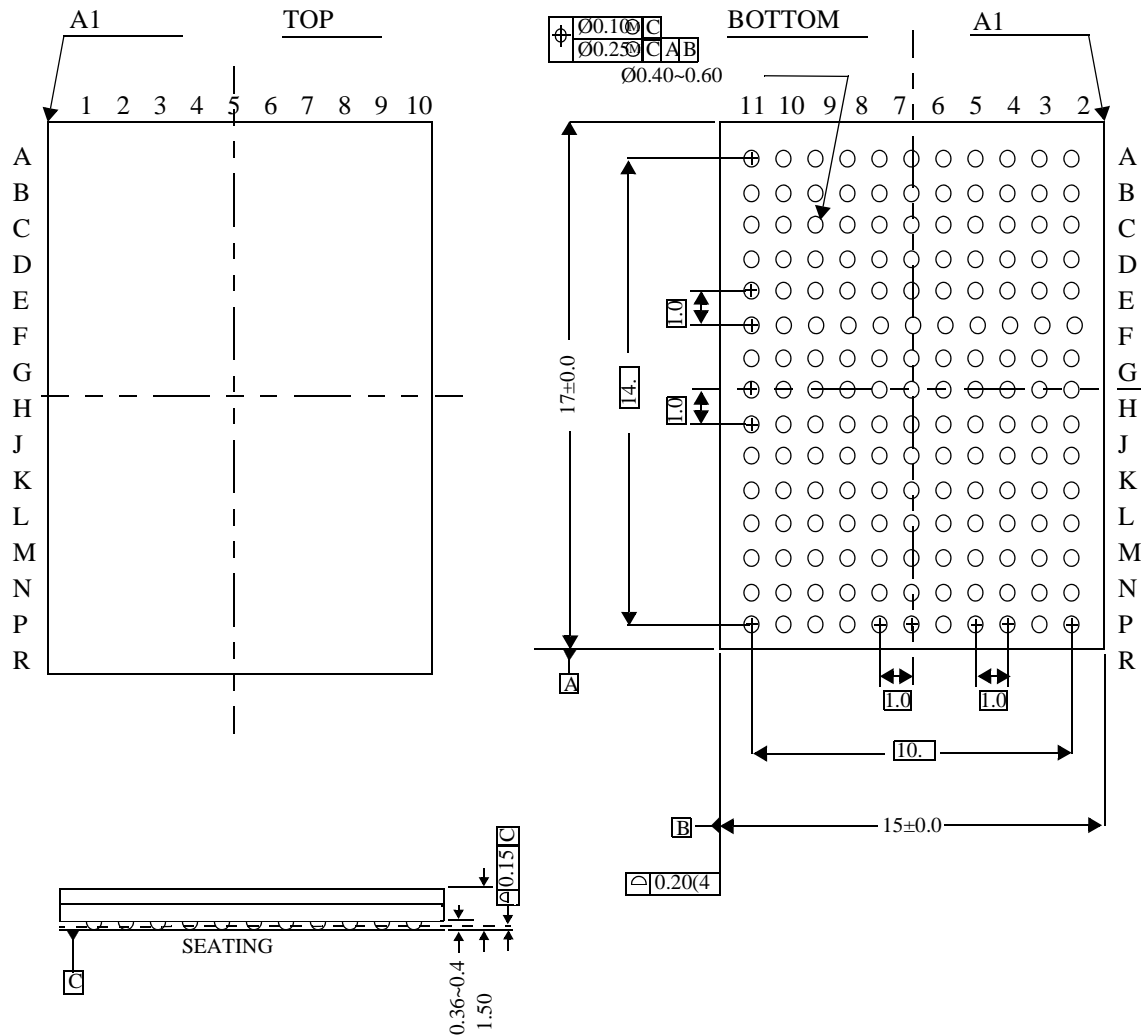 A1 TOP
Ø0.10Ⓜ C
Ø0.25Ⓜ C A B
BOTTOM A1
Ø0.40~0.60
1 2 3 4 5 6 7 8 9 10
11 10 9 8 7 6 5 4 3 2
A
B
C
D
E
F
G
H
J
K
L
M
N
P
R
17±0.0
14.
1.0
1.0
A
B
C
D
E
F
G
H
J
K
L
M
N
P
R
A
1.0
1.0
10.
B
15±0.0
0.20(4
0.15 C
SEATING
C
0.36~0.4
1.50